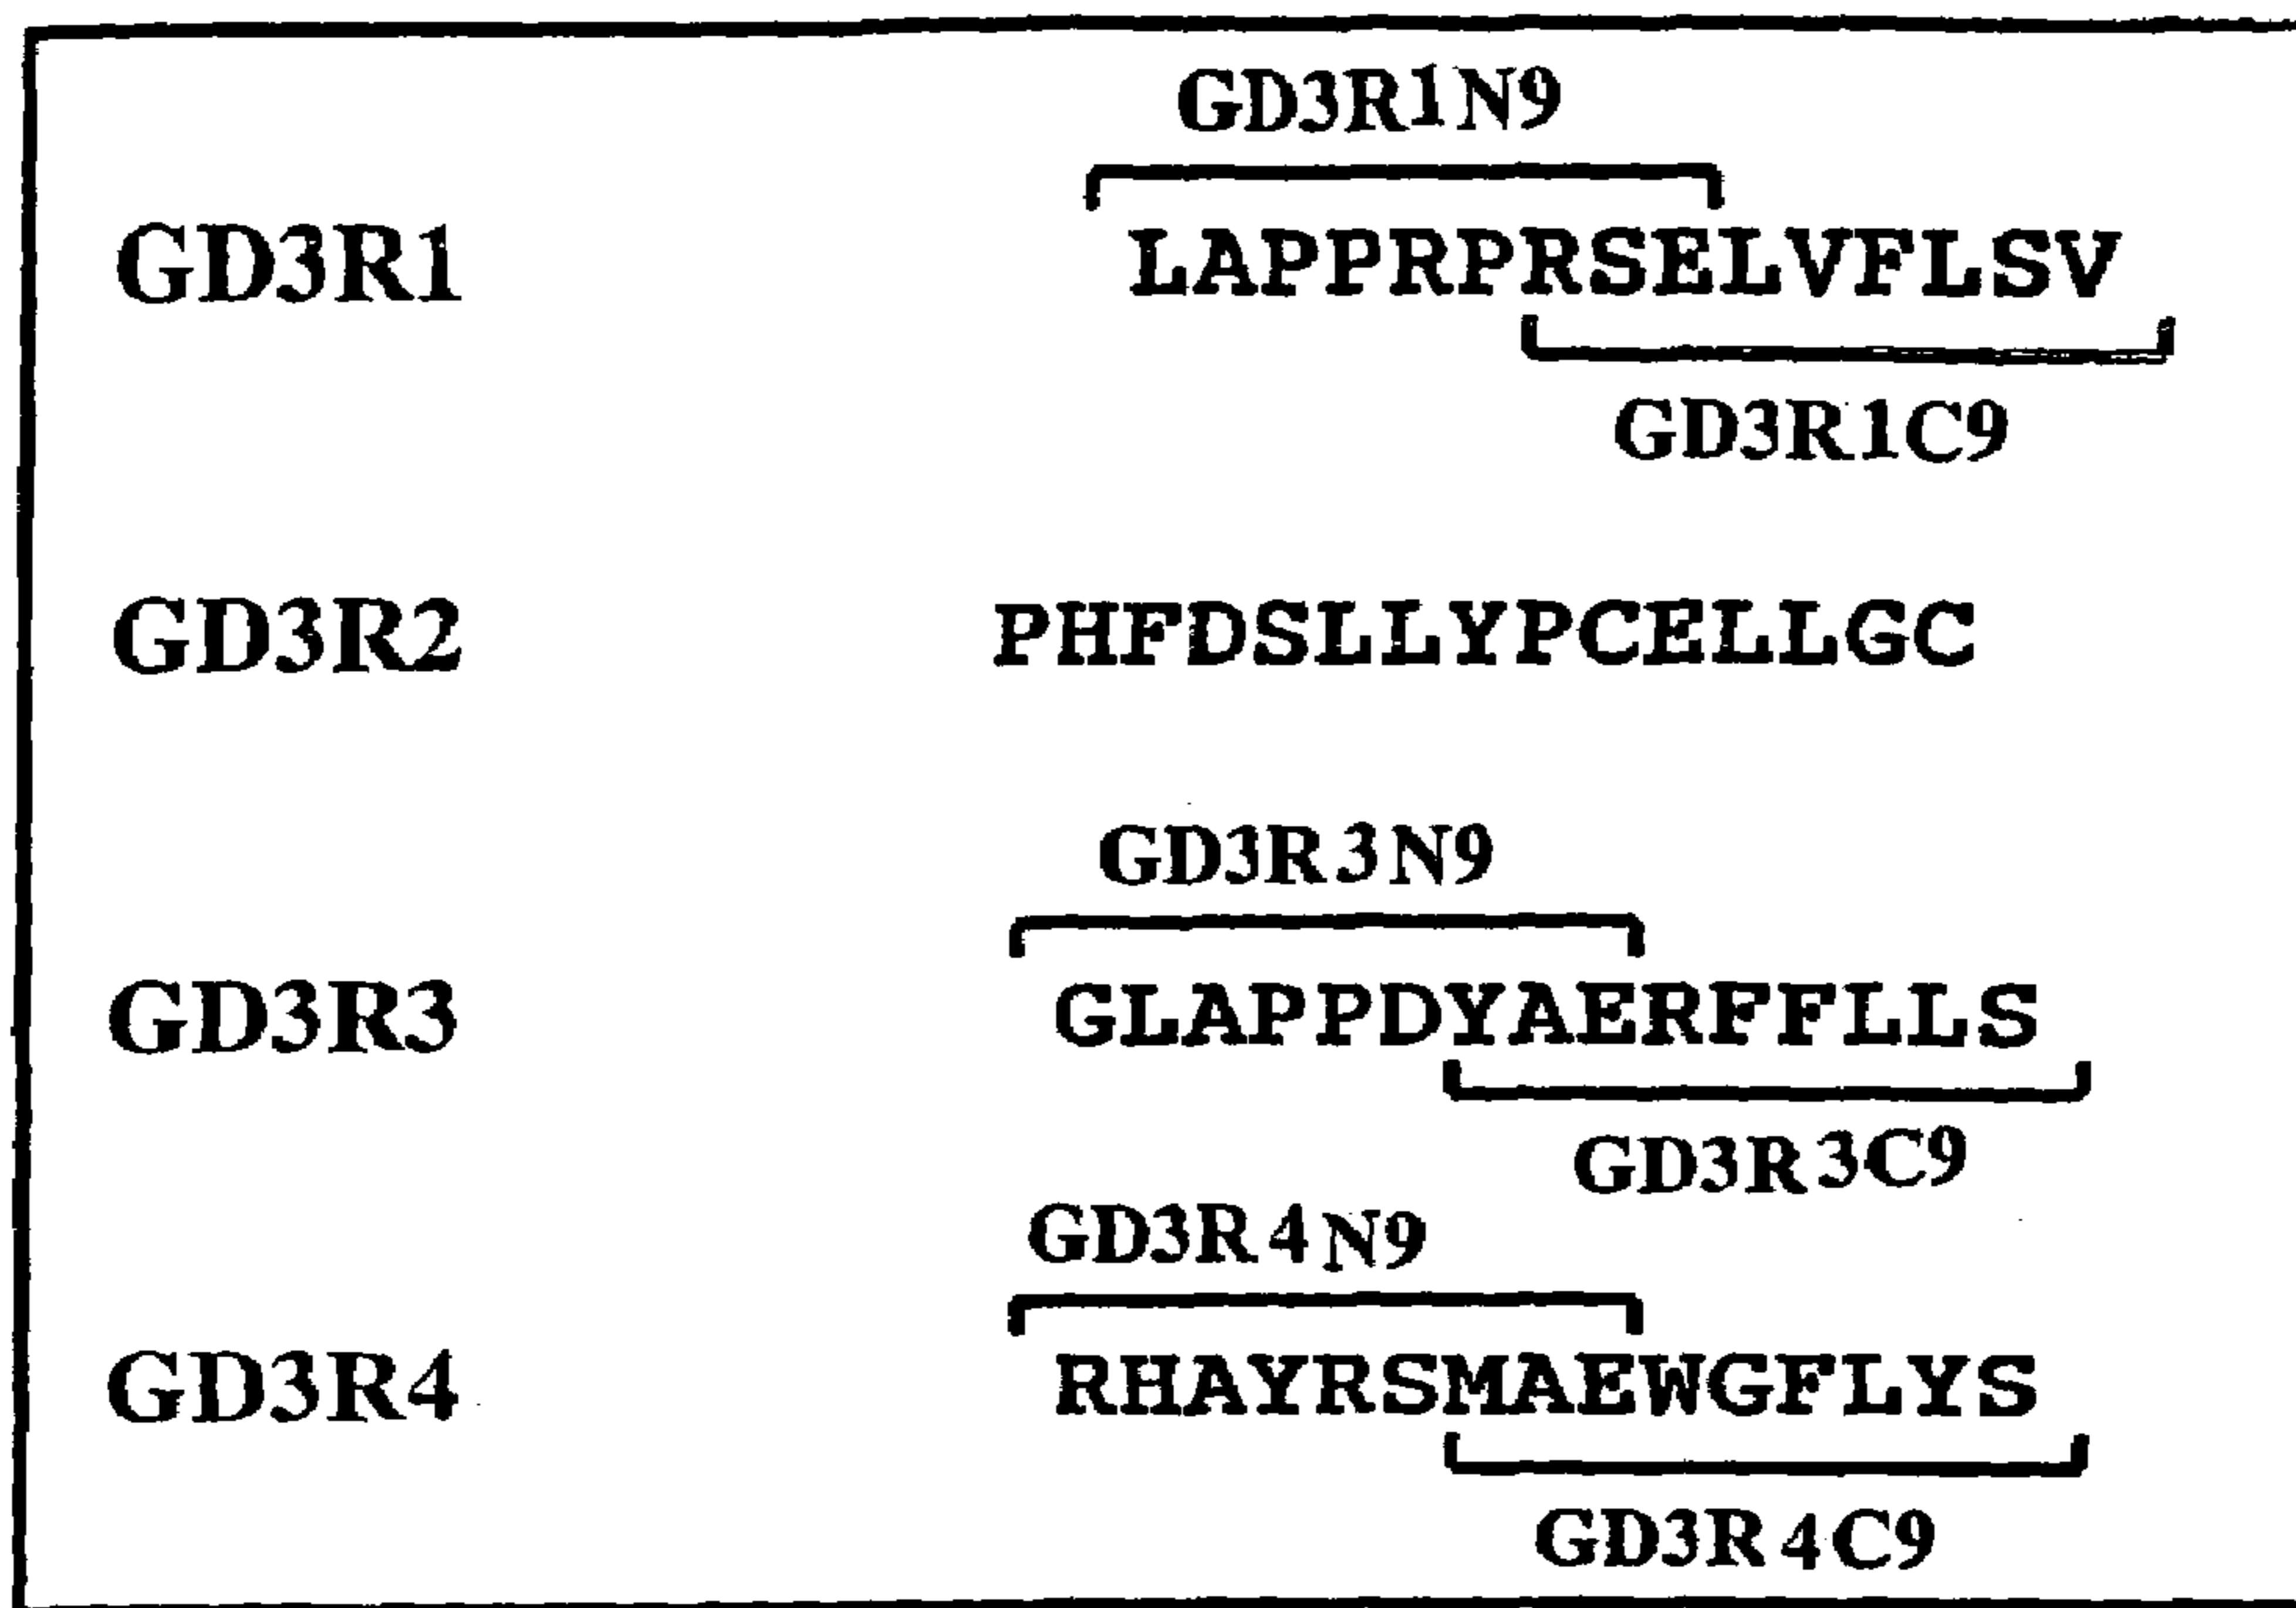 GD3R1N9
GD3R1 LAPPRPRSELVFLSV
GD3R1C9
GD3R2 PHFDSLLYPCELLGC
GD3R3N9
GD3R3 GLAPPDYAERFFLLS
GD3R3C9
GD3R4N9
GD3R4 RHAYRSMAEWGFLYS
GD3R4C9